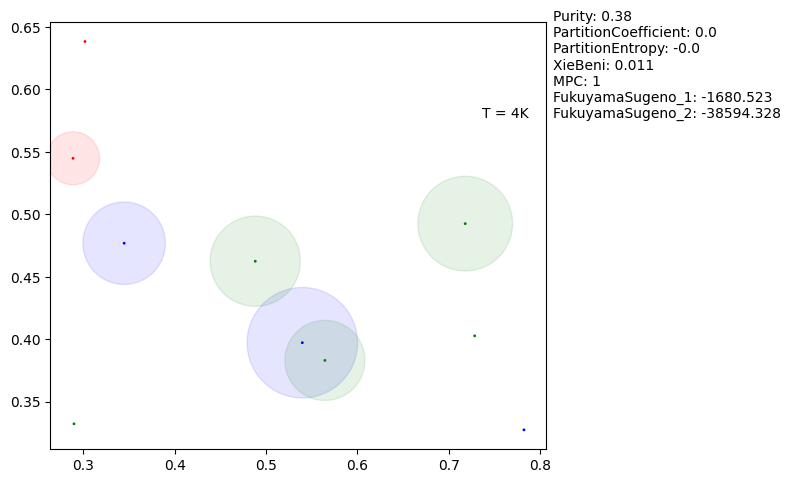 Purity: 0.38
PartitionCoefficient: 0.0
PartitionEntropy: -0.0
XieBeni: 0.011
MPC: 1
FukuyamaSugeno_1: -1680.523
FukuyamaSugeno_2: -38594.328
T = 4K
0.65
0.60
0.55
0.50
0.45
0.40
0.35
0.3 0.4 0.5 0.6 0.7 0.8